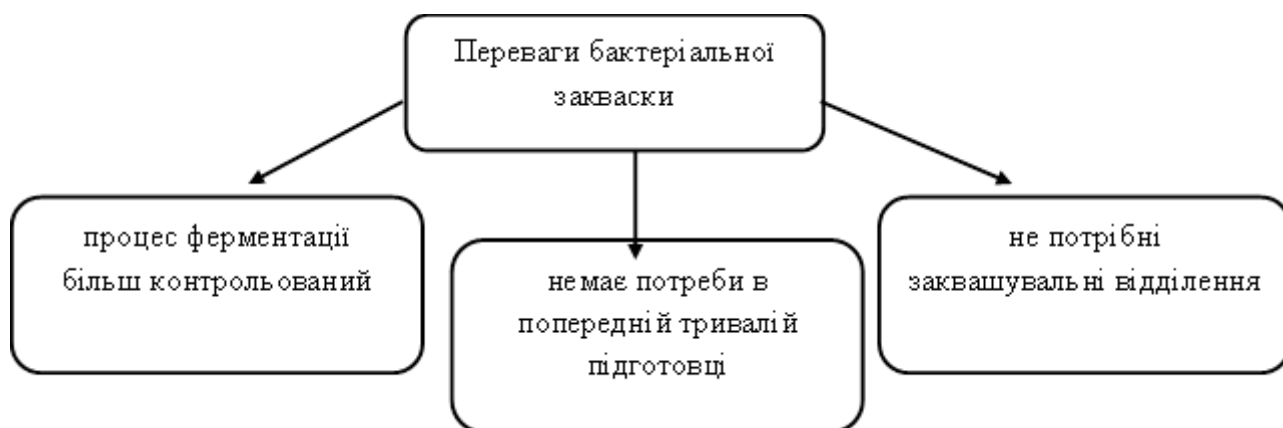 Переваги бактеріальної
закваски
процес ферментації
більш контрольований
немає потреби в
попередній тривалій
підготовці
не потрібні
заквашувальні відділення